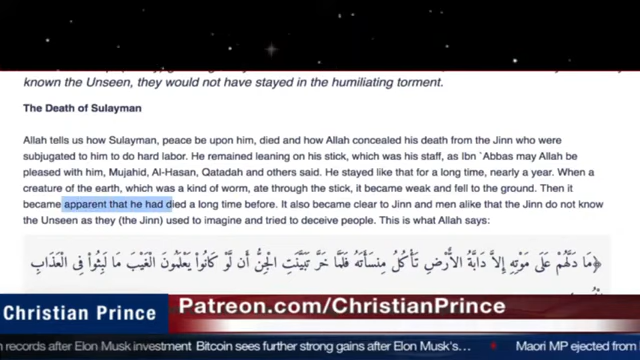 known the Unseen, they would not have stayed in the humiliating torment.
The Death of Sulayman
Allah tells us how Sulayman, peace be upon him, died and how Allah concealed his death from the Jinn who were
subjugated to him to do hard labor. He remained leaning on his stick, which was his staff, as Ibn `Abbas may Allah be
pleased with him, Mujahid, Al-Hasan, Qatadah and others said. He stayed like that for a long time, nearly a year. When a
creature of the earth, which was a kind of worm, ate through the stick, it became weak and fell to the ground. Then it
became apparent that he had died a long time before. It also became clear to Jinn and men alike that the Jinn do not know
the Unseen as they (the Jinn) used to imagine and tried to deceive people. This is what Allah says:
﴿مَا دَلَّهُمْ عَلَى مَوْتِهِ إِلاَّ دَابَّةُ الاٌّرْضِ تَأْكُلُ مِنسَأَتَهُ فَلَمَّا خَرَّ تَبَيَّنَتِ الْجِنُّ أَن لَّوْ كَانُواْ يَعْلَمُونَ الْغَيْبَ مَا لَبِثُواْ فِى الْعَذَابِ
Christian Prince
Patreon.com/ChristianPrince
n records after Elon Musk investment Bitcoin sees further strong gains after Elon Musk's... Maori MP ejected from